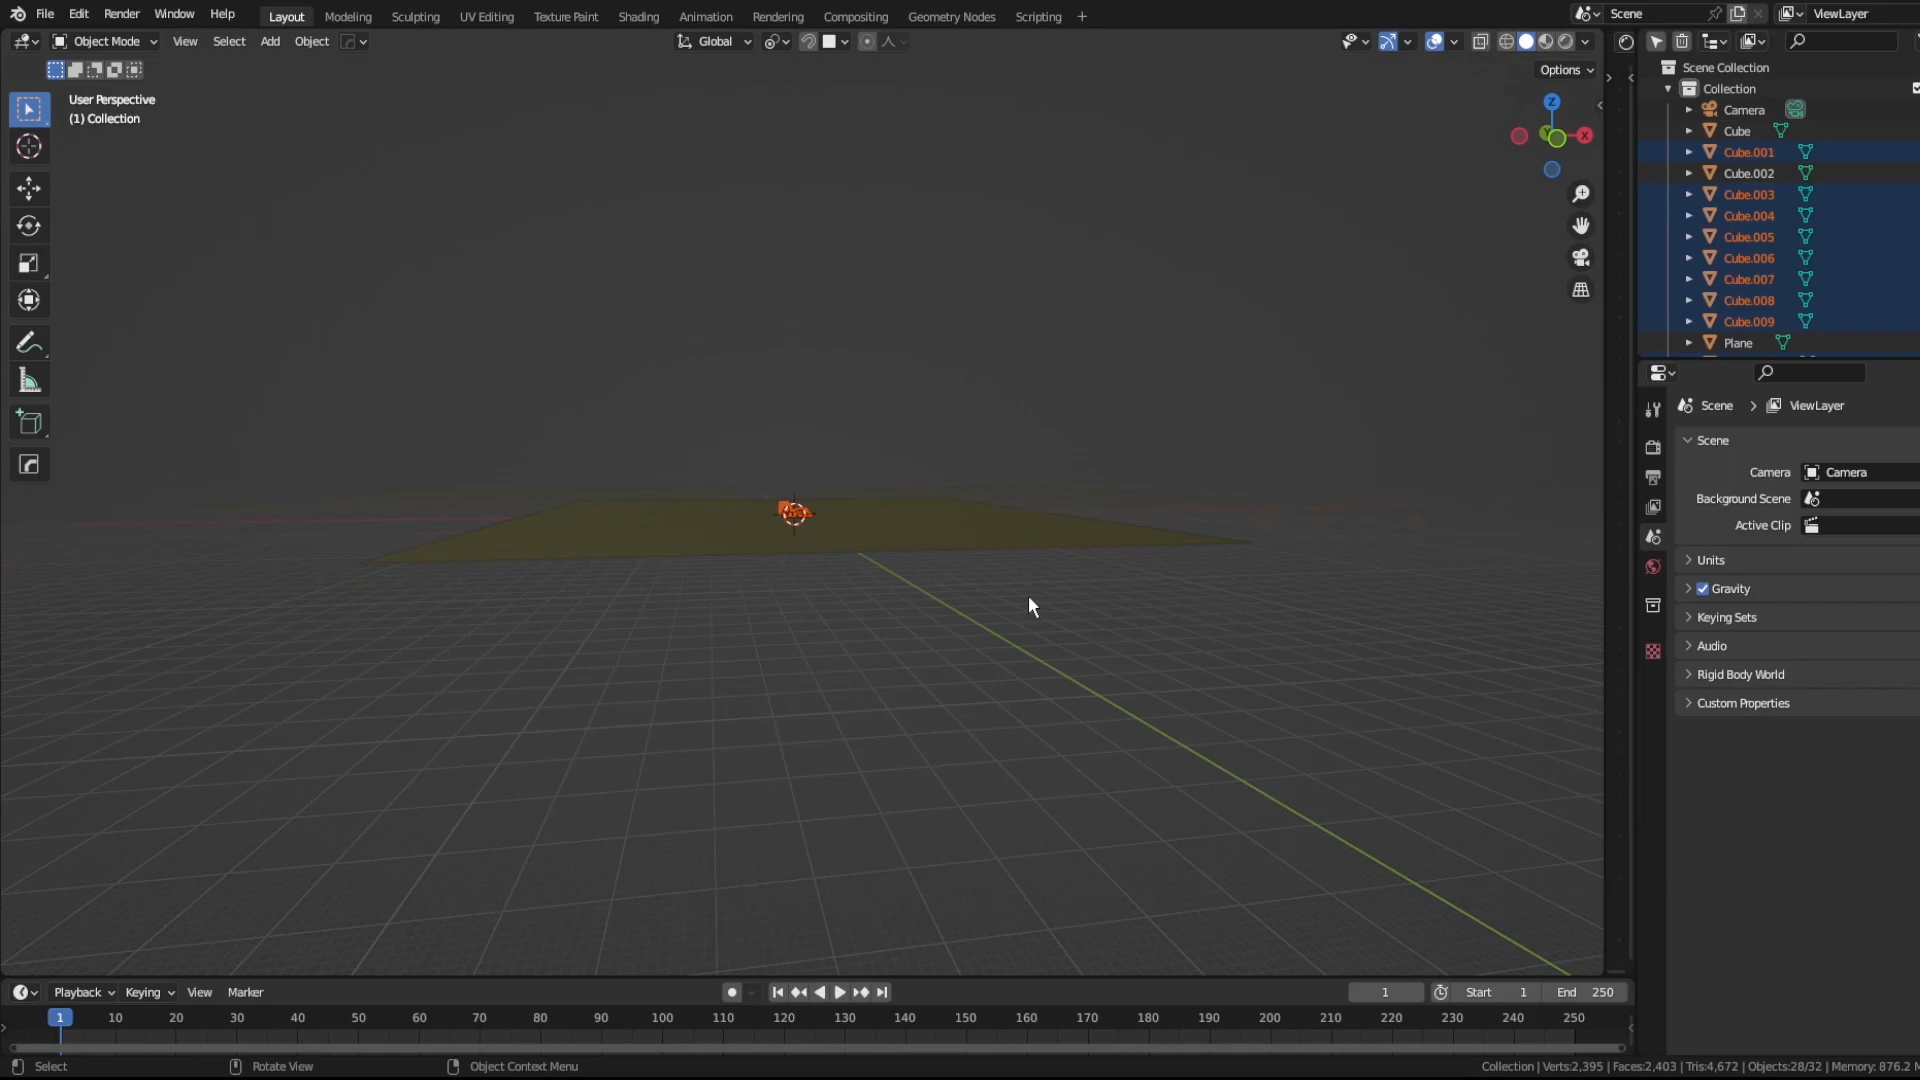 File Edit Render Window Help Layout Modeling Sculpting UV Editing Texture Paint Shading Animation Rendering Compositing Geometry Nodes Scripting + Scene ViewLayer
Object Mode View Select Add Object Global
Options
User Perspective
(1) Collection
Z
Y
X
Scene Collection
Collection
Camera
Cube
Cube.001
Cube.002
Cube.003
Cube.004
Cube.005
Cube.006
Cube.007
Cube.008
Cube.009
Plane
Scene > ViewLayer
Scene
Camera Camera
Background Scene
Active Clip
Units
Gravity
Keying Sets
Audio
Rigid Body World
Custom Properties
Playback Keying View Marker 1 Start 1 End 250
1 10 20 30 40 50 60 70 80 90 100 110 120 130 140 150 160 170 180 190 200 210 220 230 240 250
Select Rotate View Object Context Menu Collection | Verts:2,395 | Faces:2,403 | Tris:4,672 | Objects:28/32 | Memory: 876.2 M